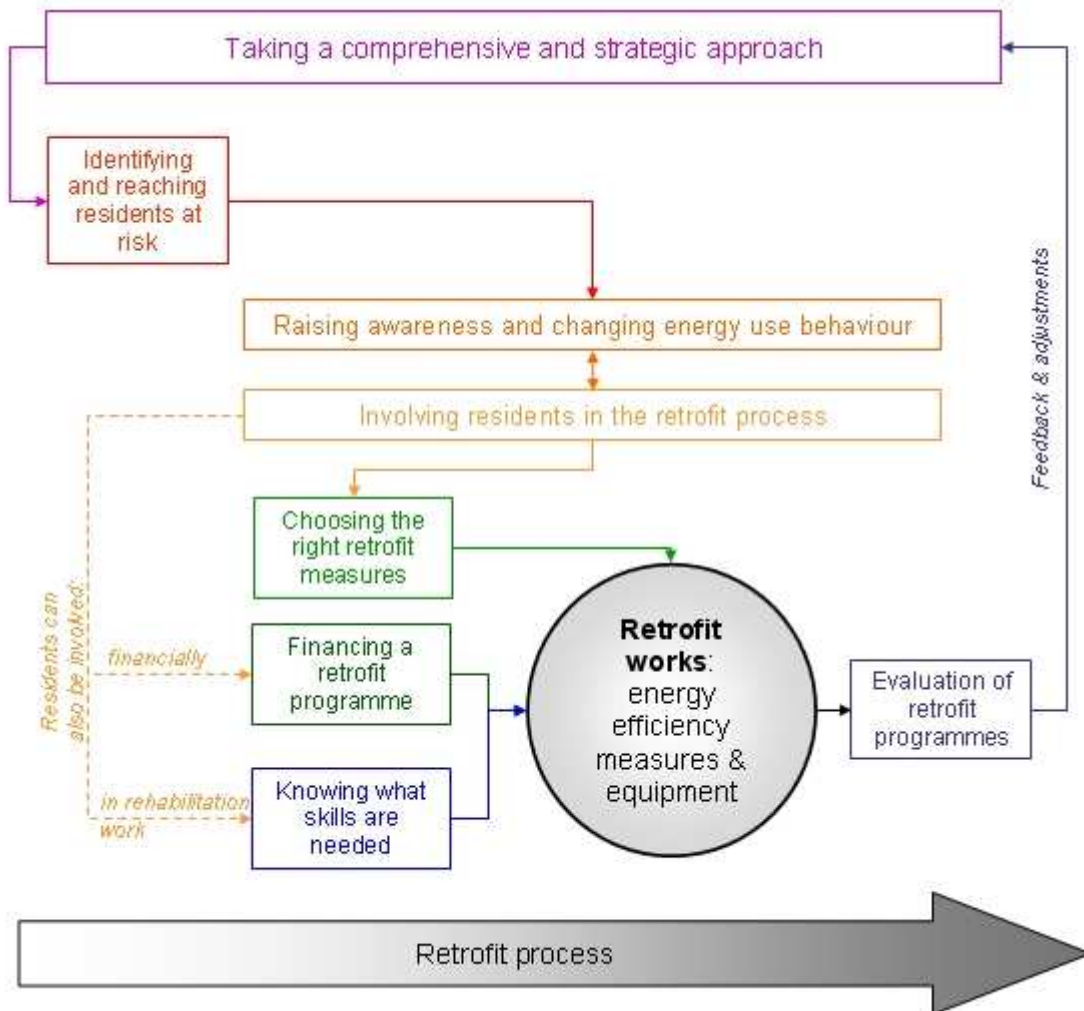 Taking a comprehensive and strategic approach
Identifying
and reaching
residents at
risk
Raising awareness and changing energy use behaviour
Involving residents in the retrofit process
Feedback & adjustments
Choosing the
right retrofit
measures
Residents can
also be involved:
financially
Financing a
retrofit
programme
in rehabilitation
work
Knowing what
skills are
needed
Retrofit
works:
energy
efficiency
measures &
equipment
Evaluation of
retrofit
programmes
Retrofit process